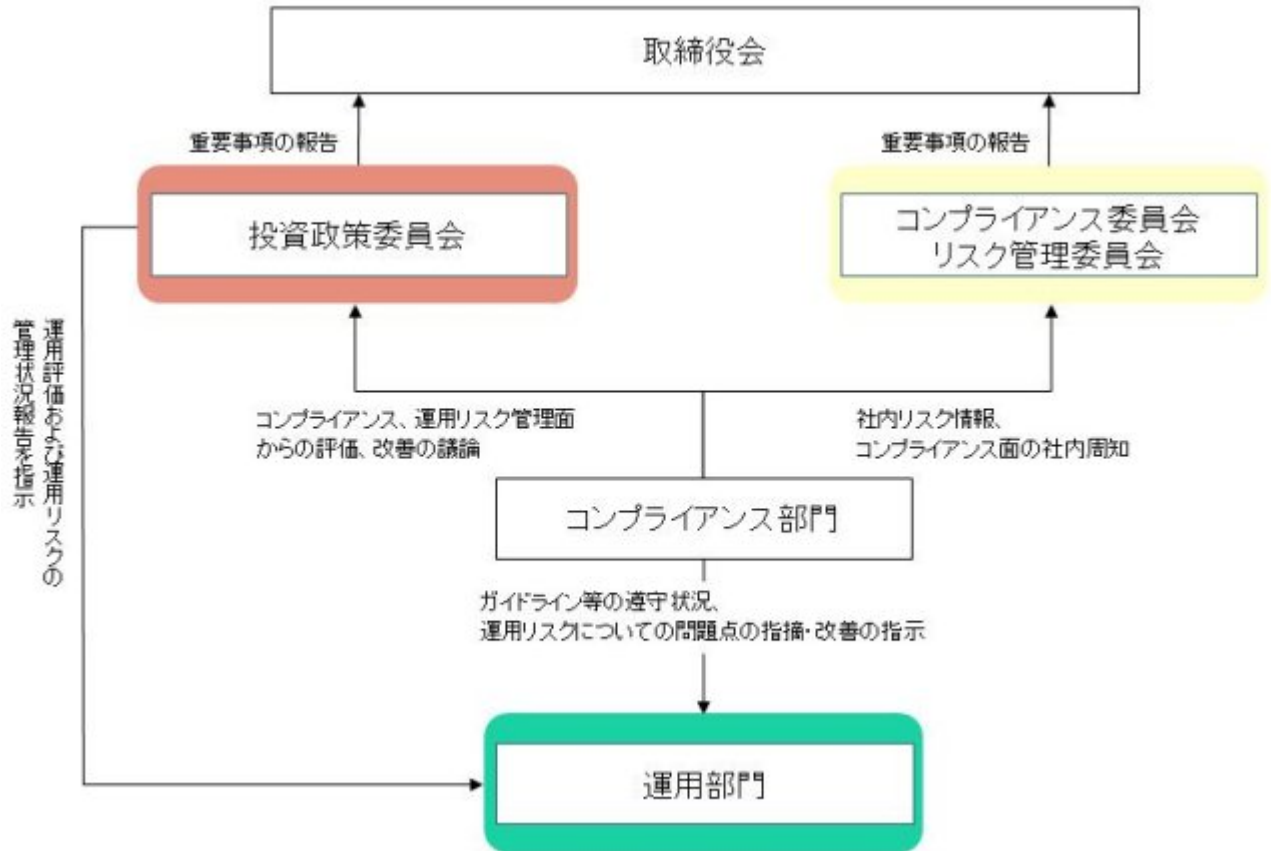 取締役会
重要事項の報告
重要事項の報告
投資政策委員会
コンプライアンス委員会
リスク管理委員会
運用評価および運用リスクの
管理状況報告を指示
コンプライアンス、運用リスク管理面
からの評価、改善の議論
社内リスク情報、
コンプライアンス面の社内周知
コンプライアンス部門
ガイドライン等の遵守状況、
運用リスクについての問題点の指摘・改善の指示
運用部門